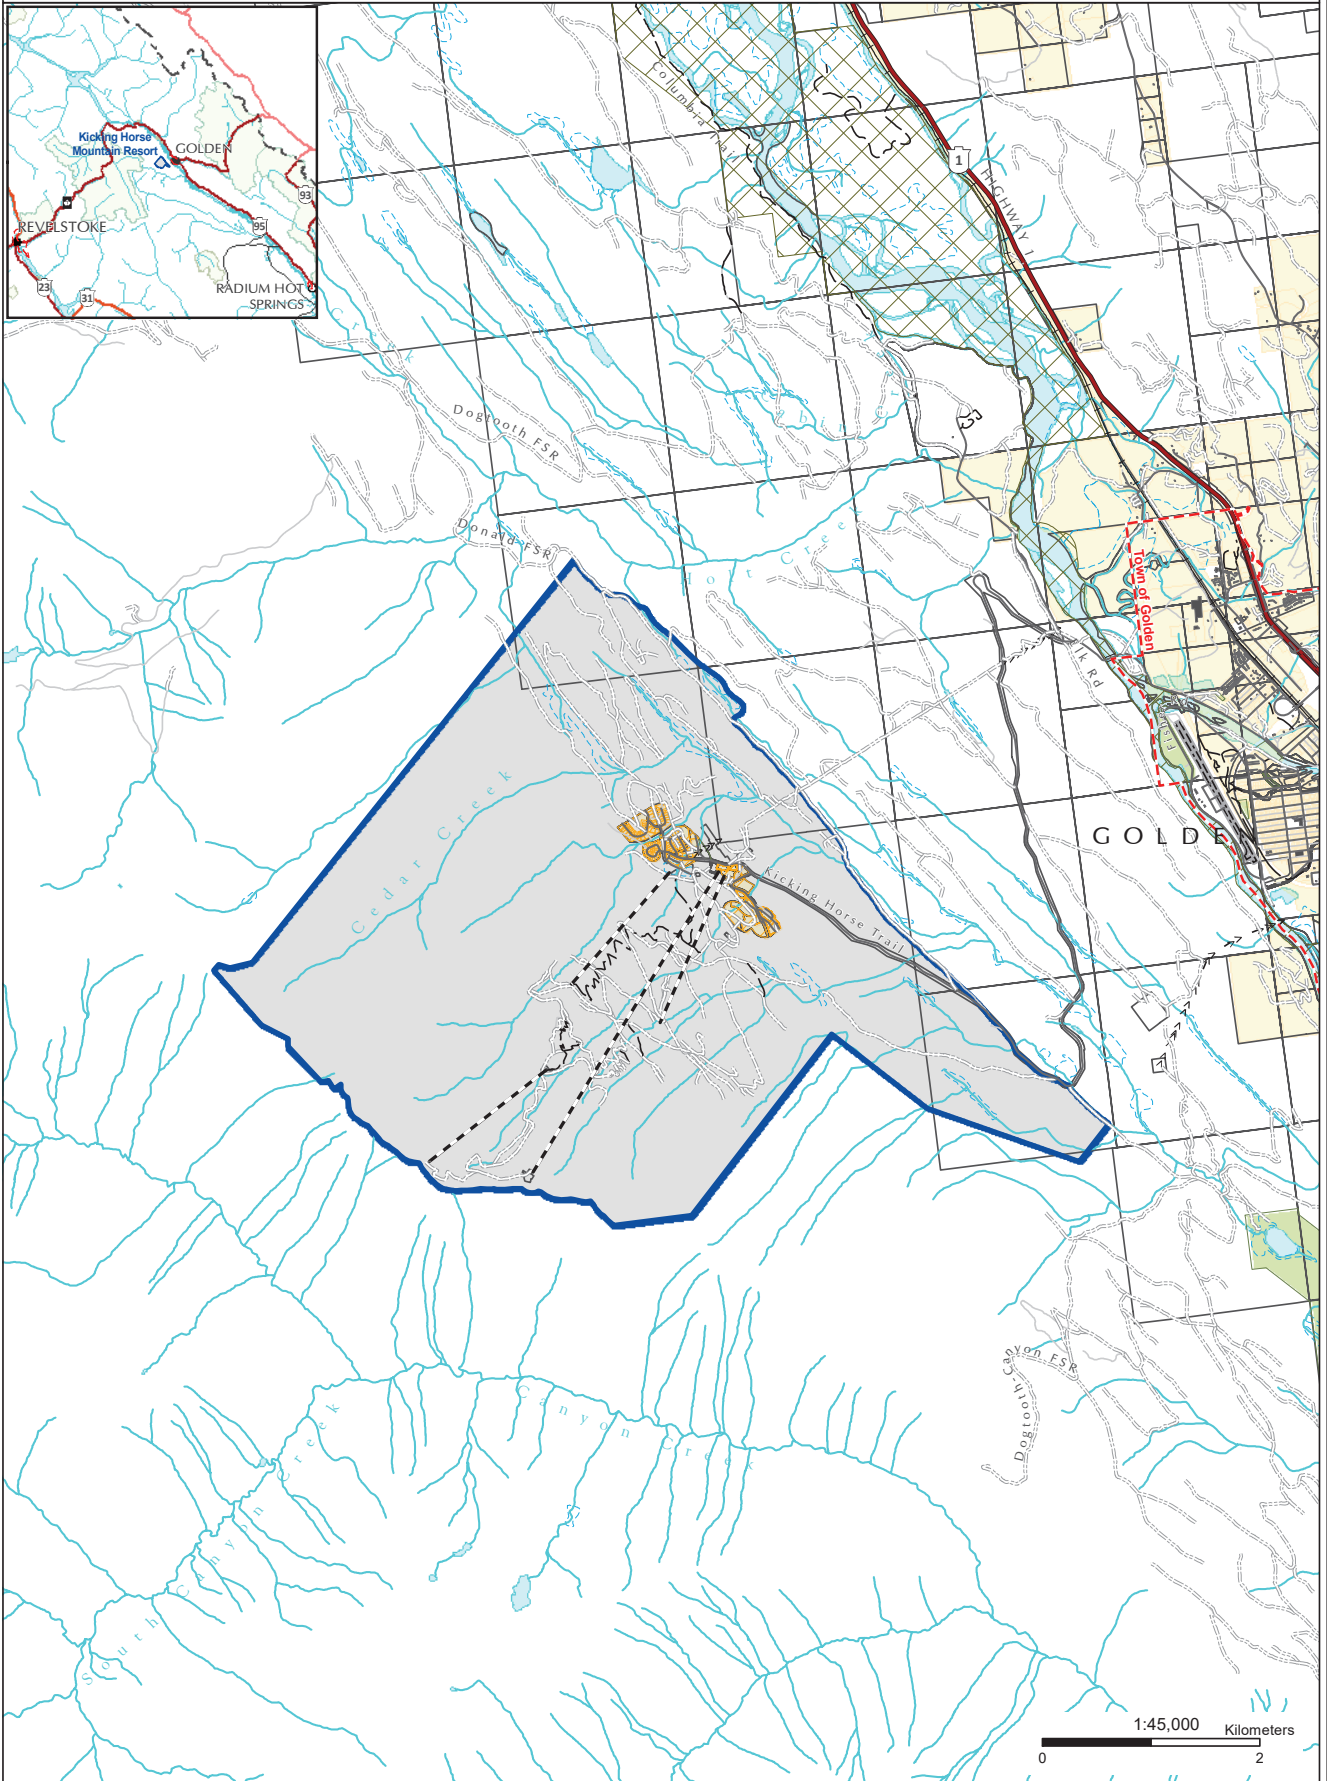 Kicking Horse
Mountain Resort
GOLDEN
93
REVELSTOKE
95
23
31
RADIUM HOT
SPRINGS
Columbia
1
HIGHWAY
Creek
Dogtooth FSR
Donald FSR
Creek
Town of Golden
Rd
Cedar Creek
GOLDEN
Kicking Horse Trail
Dogtooth-Canyon FSR
Canyon Creek
South Canyon Creek
1:45,000
Kilometers
0
2